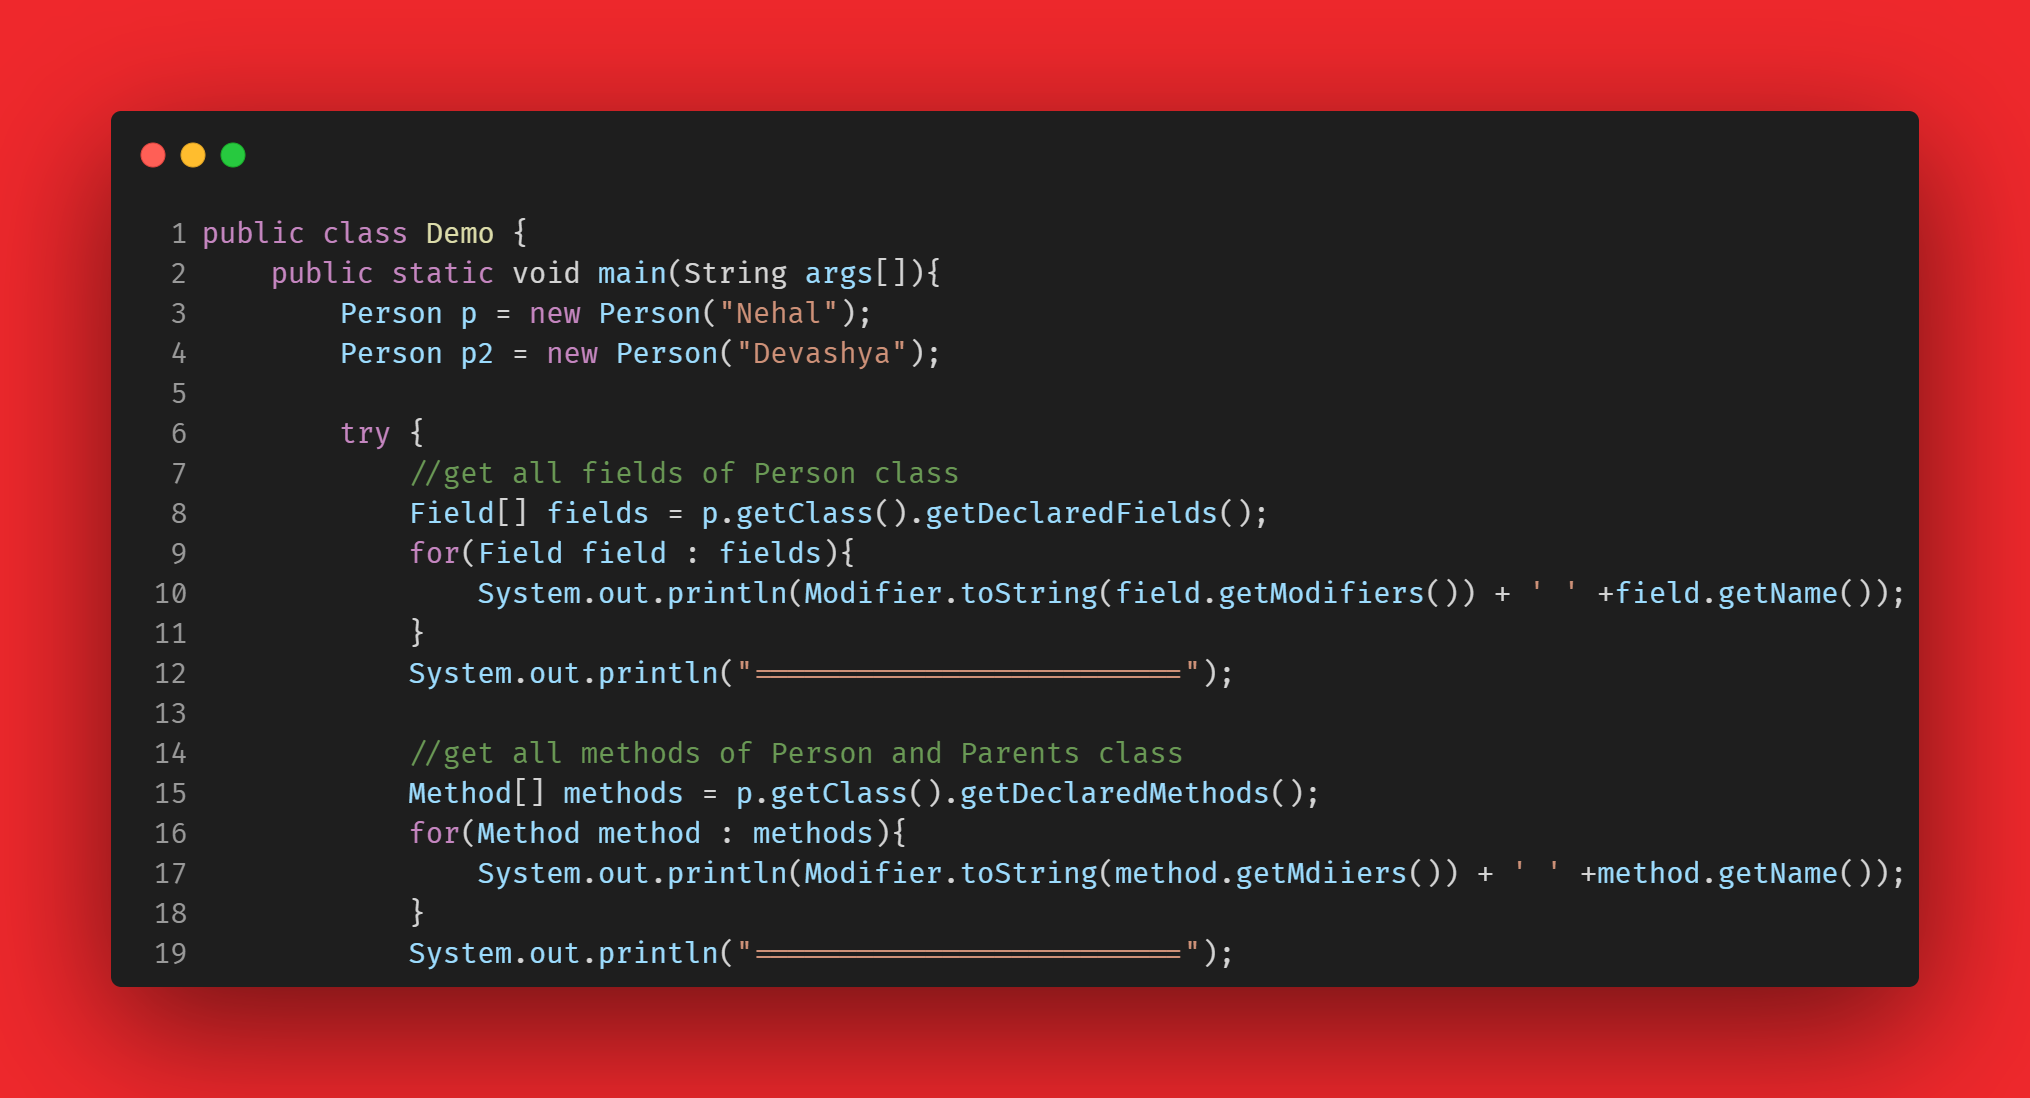 1 public class Demo {
2 public static void main(String args[]){
3 Person p = new Person("Nehal");
4 Person p2 = new Person("Devashya");
5
6 try {
7 //get all fields of Person class
8 Field[] fields = p.getClass().getDeclaredFields();
9 for(Field field : fields){
10 System.out.println(Modifier.toString(field.getModifiers()) + ' ' +field.getName());
11 }
12 System.out.println("=========================");
13
14 //get all methods of Person and Parents class
15 Method[] methods = p.getClass().getDeclaredMethods();
16 for(Method method : methods){
17 System.out.println(Modifier.toString(method.getMdiiers()) + ' ' +method.getName());
18 }
19 System.out.println("=========================");